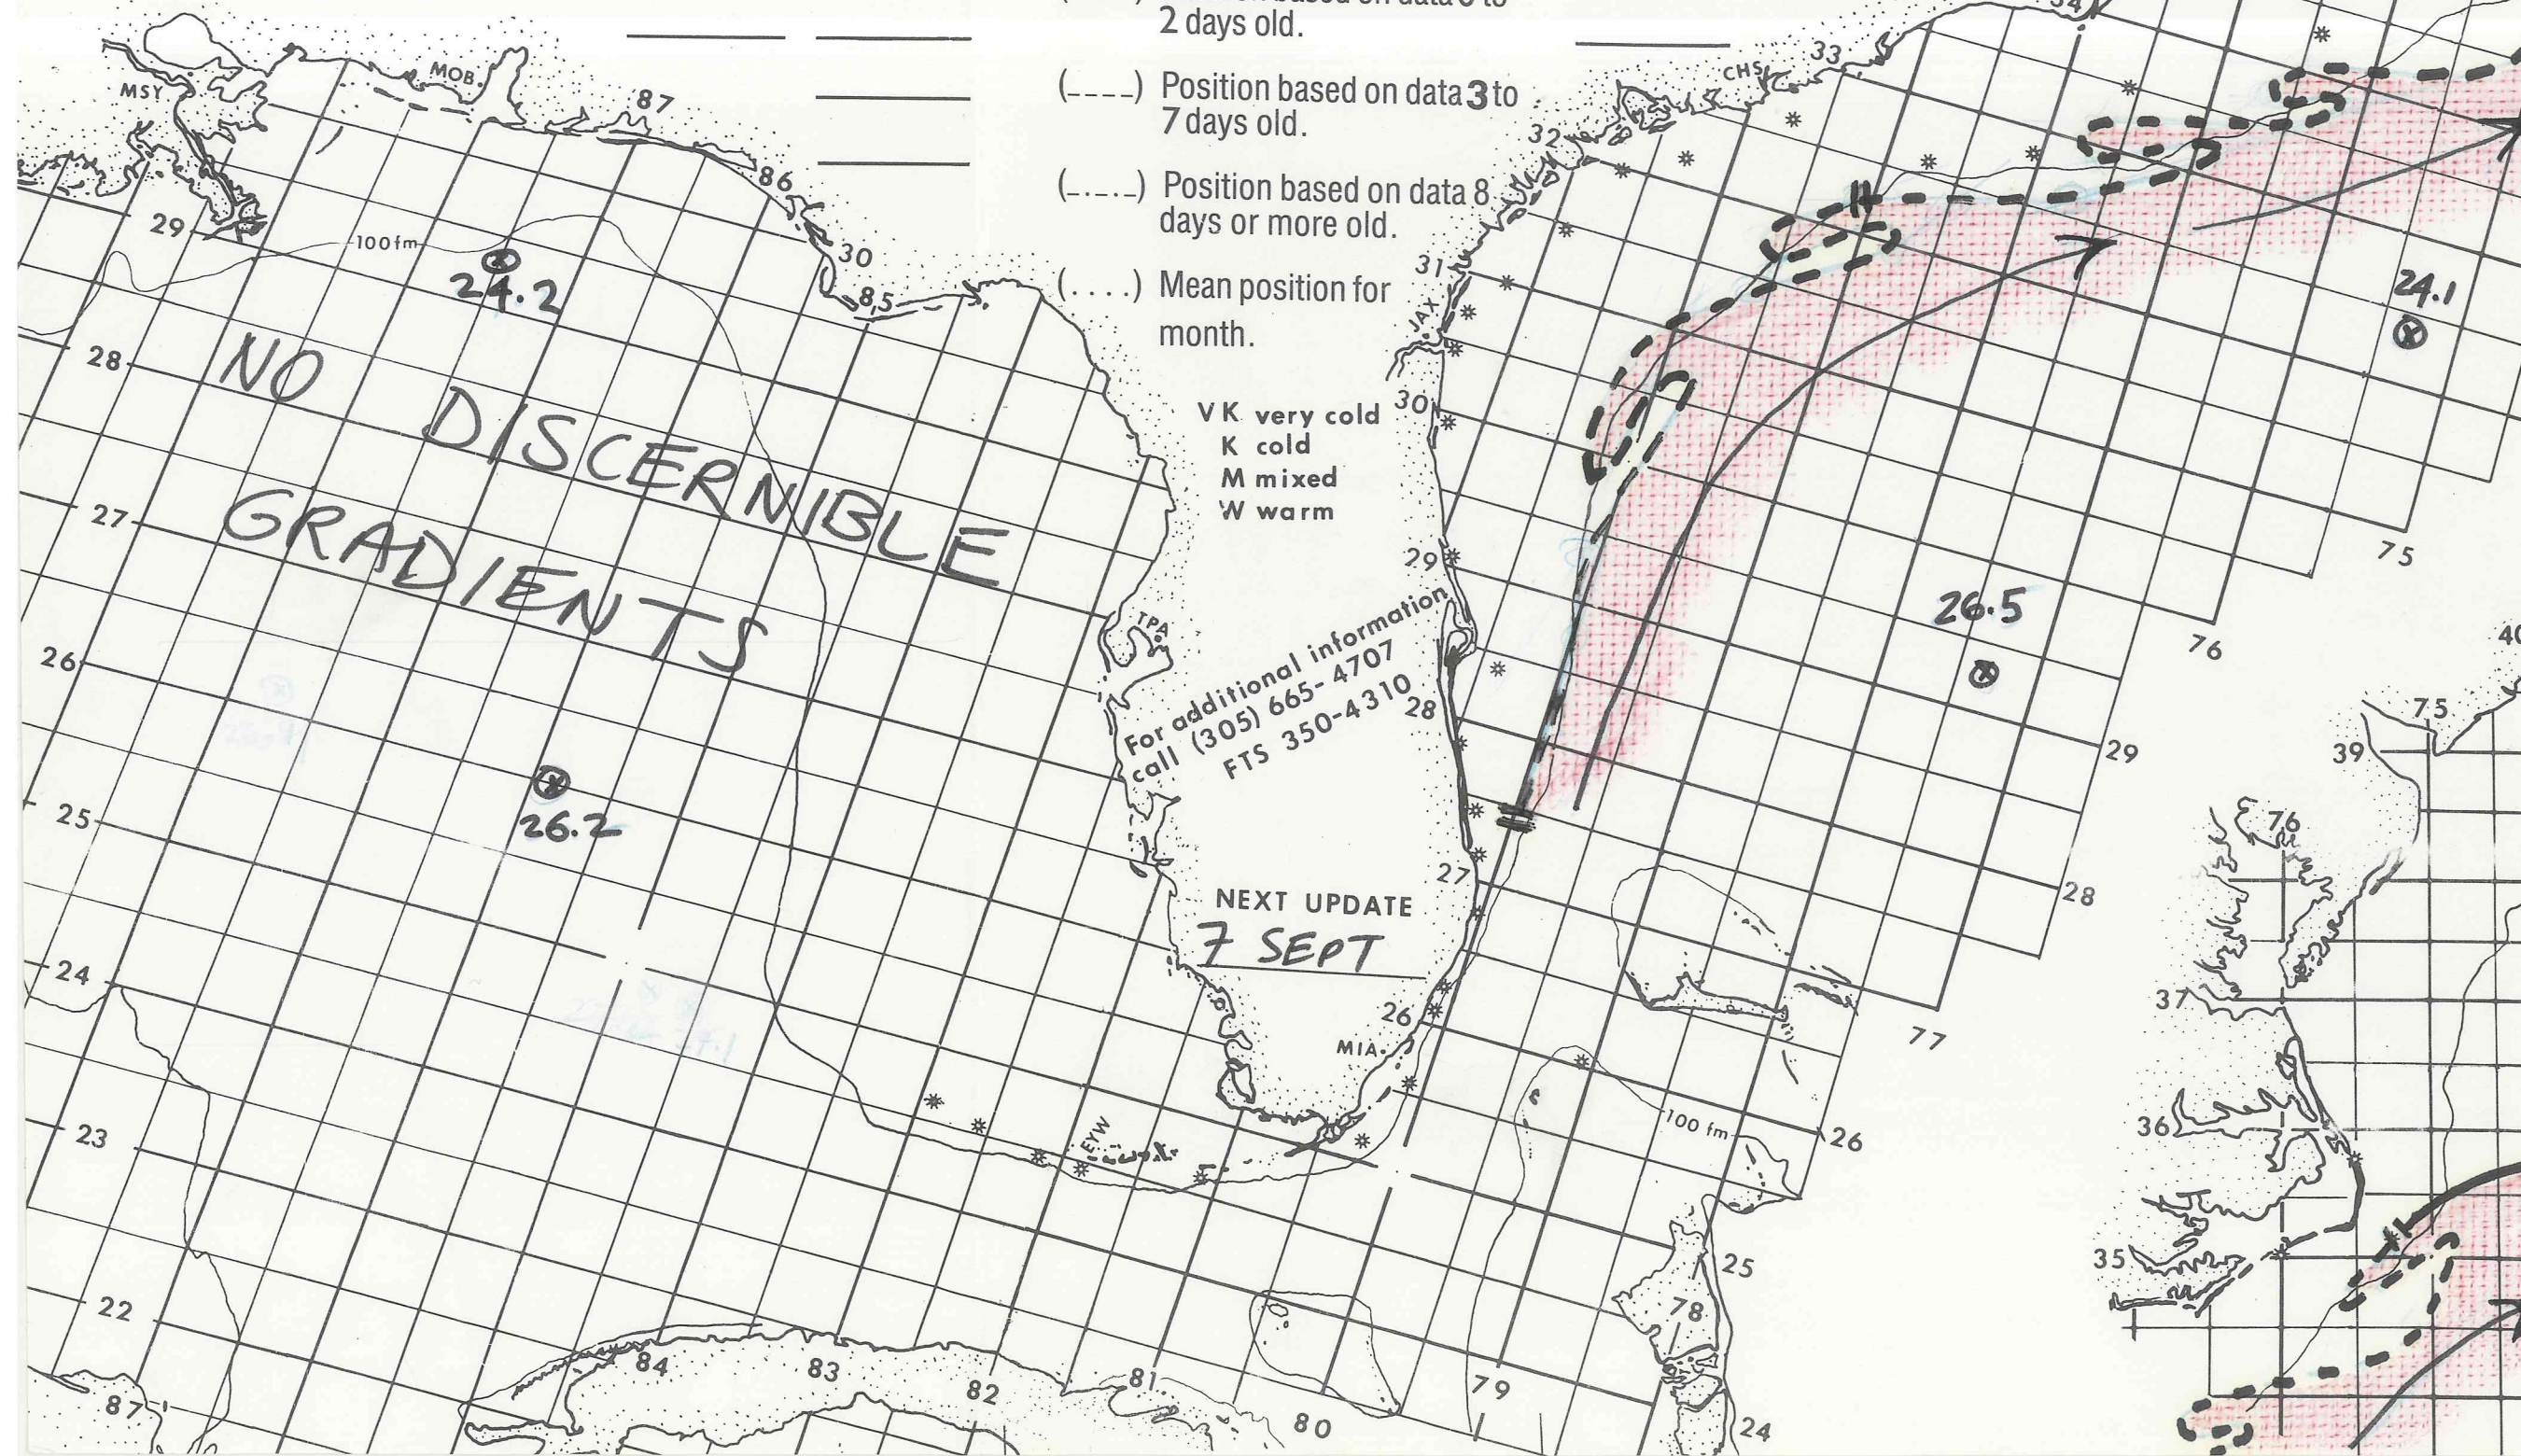 2 days old.
(____) Position based on data 3 to
7 days old.
(_._._) Position based on data 8
days or more old.
(....) Mean position for
month.
VK very cold
K cold
M mixed
W warm
For additional information
call (305) 665-4707
FTS 350-4310
NEXT UPDATE
7 SEPT
NO DISCERNIBLE
GRADIENTS
24.2
26.2
24.1
26.5
MSY
MOB
87
86
30
85
100 fm
29
28
27
26
25
24
23
22
87
84
83
82
81
80
79
78
TPA
EYW
MIA
JAX
CHS
33
32
31
30
29
28
27
26
75
76
29
28
77
26
25
24
100 fm
75
39
76
37
36
35